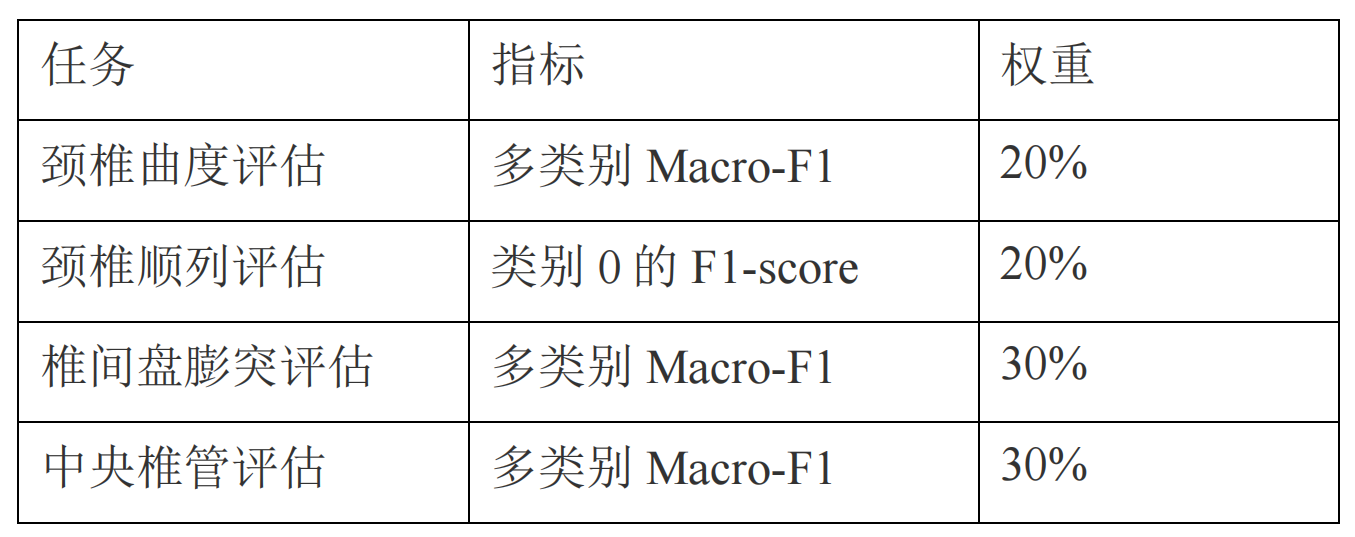 任务 指标 权重
颈椎曲度评估 多类别 Macro-F1 20%
颈椎顺列评估 类别 0 的 F1-score 20%
椎间盘膨突评估 多类别 Macro-F1 30%
中央椎管评估 多类别 Macro-F1 30%